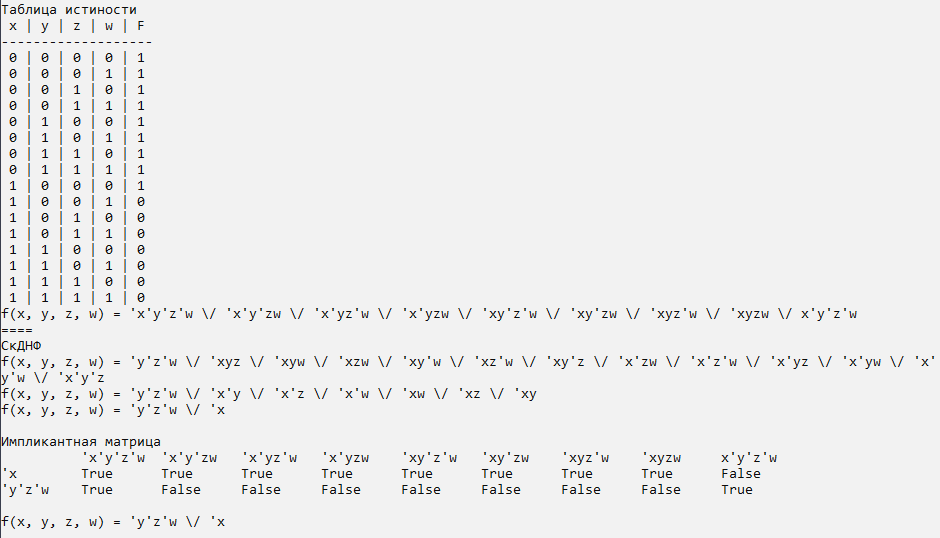 Таблица истиности
x | y | z | w | F
-------------------
0 | 0 | 0 | 0 | 1
0 | 0 | 0 | 1 | 1
0 | 0 | 1 | 0 | 1
0 | 0 | 1 | 1 | 1
0 | 1 | 0 | 0 | 1
0 | 1 | 0 | 1 | 1
0 | 1 | 1 | 0 | 1
0 | 1 | 1 | 1 | 1
1 | 0 | 0 | 0 | 1
1 | 0 | 0 | 1 | 0
1 | 0 | 1 | 0 | 0
1 | 0 | 1 | 1 | 0
1 | 1 | 0 | 0 | 0
1 | 1 | 0 | 1 | 0
1 | 1 | 1 | 0 | 0
1 | 1 | 1 | 1 | 0
f(x, y, z, w) = 'x'y'z'w \/ 'x'y'zw \/ 'x'yz'w \/ 'x'yzw \/ 'xy'z'w \/ 'xy'zw \/ 'xyz'w \/ 'xyzw \/ x'y'z'w
====
СкДНФ
f(x, y, z, w) = 'y'z'w \/ 'xyz \/ 'xyw \/ 'xzw \/ 'xy'w \/ 'xz'w \/ 'xy'z \/ 'x'zw \/ 'x'z'w \/ 'x'yz \/ 'x'yw \/ 'x'
y'w \/ 'x'y'z
f(x, y, z, w) = 'y'z'w \/ 'x'y \/ 'x'z \/ 'x'w \/ 'xw \/ 'xz \/ 'xy
f(x, y, z, w) = 'y'z'w \/ 'x
Импликантная матрица
'x'y'z'w 'x'y'zw 'x'yz'w 'x'yzw 'xy'z'w 'xy'zw 'xyz'w 'xyzw x'y'z'w
'x True True True True True True True True False
'y'z'w True False False False False False False False True
f(x, y, z, w) = 'y'z'w \/ 'x